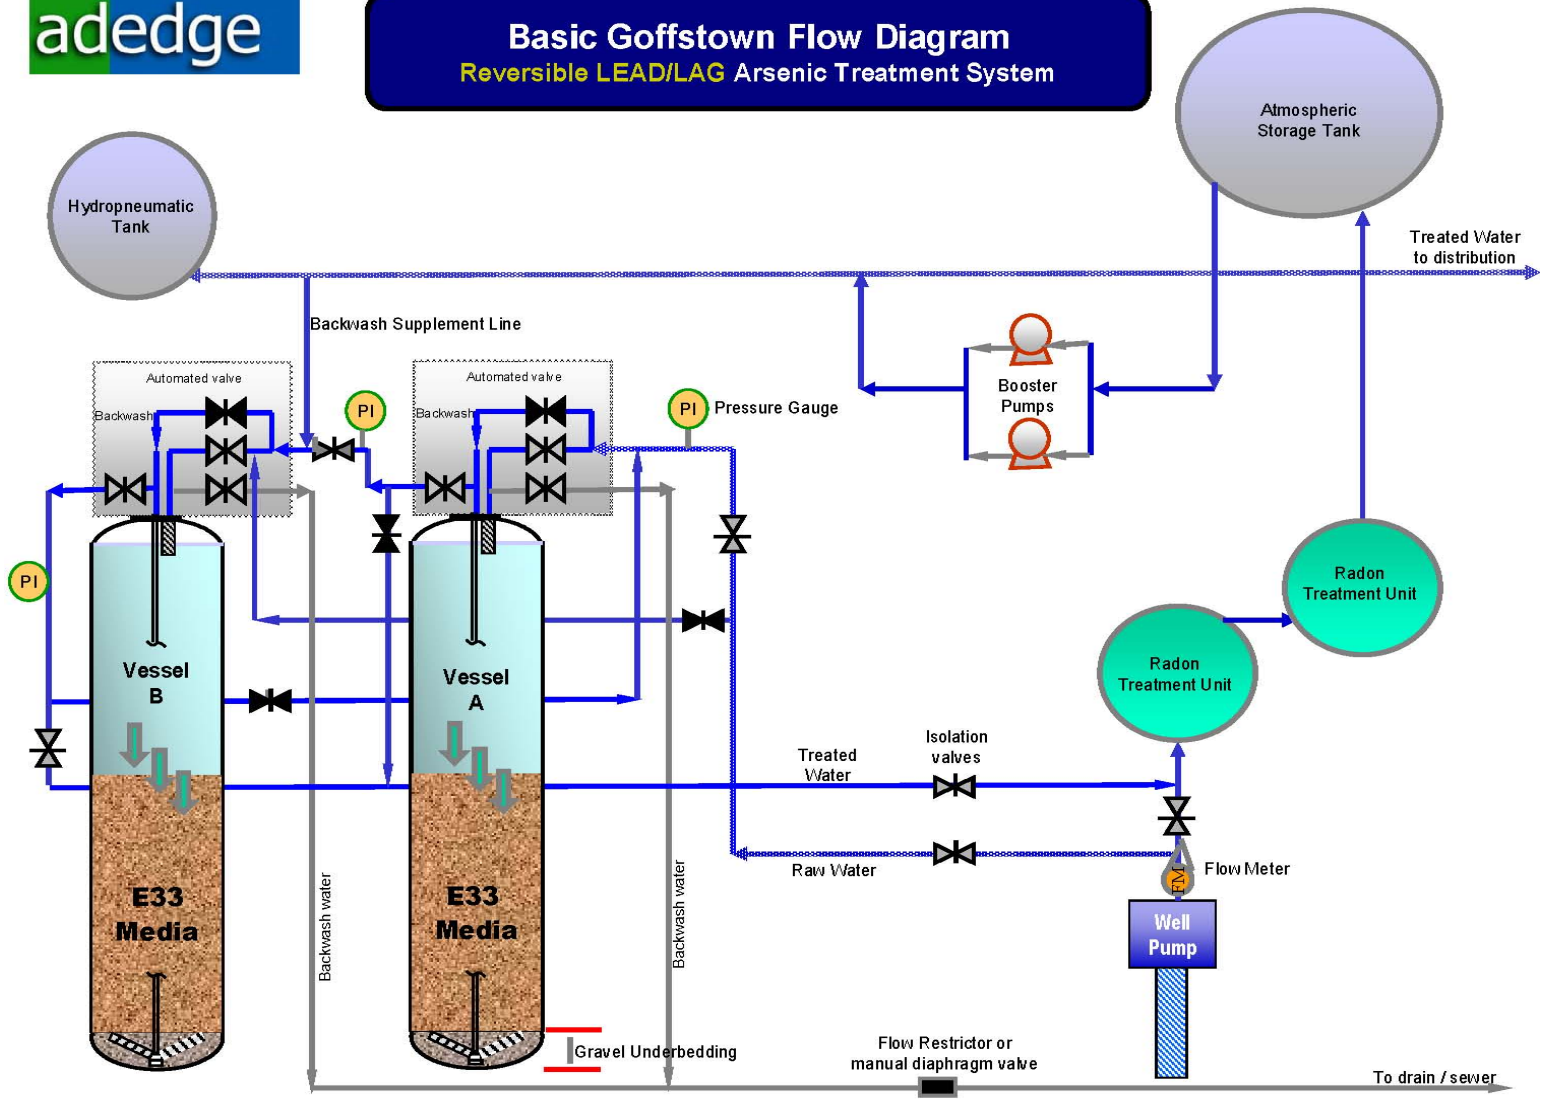 adedge
Basic Goffstown Flow Diagram
Reversible LEAD/LAG Arsenic Treatment System
Atmospheric
Storage Tank
Hydropneumatic
Tank
Treated Water
to distribution
Backwash Supplement Line
Automated valve
Automated valve
Backwash
Backwash
PI
PI
Pressure Gauge
Booster
Pumps
PI
Radon
Treatment Unit
Radon
Treatment Unit
Vessel
B
Vessel
A
Isolation
valves
Treated
Water
Raw Water
Flow Meter
FM
E33
Media
E33
Media
Backwash water
Backwash water
Well
Pump
Gravel Underbedding
Flow Restrictor or
manual diaphragm valve
To drain / sewer